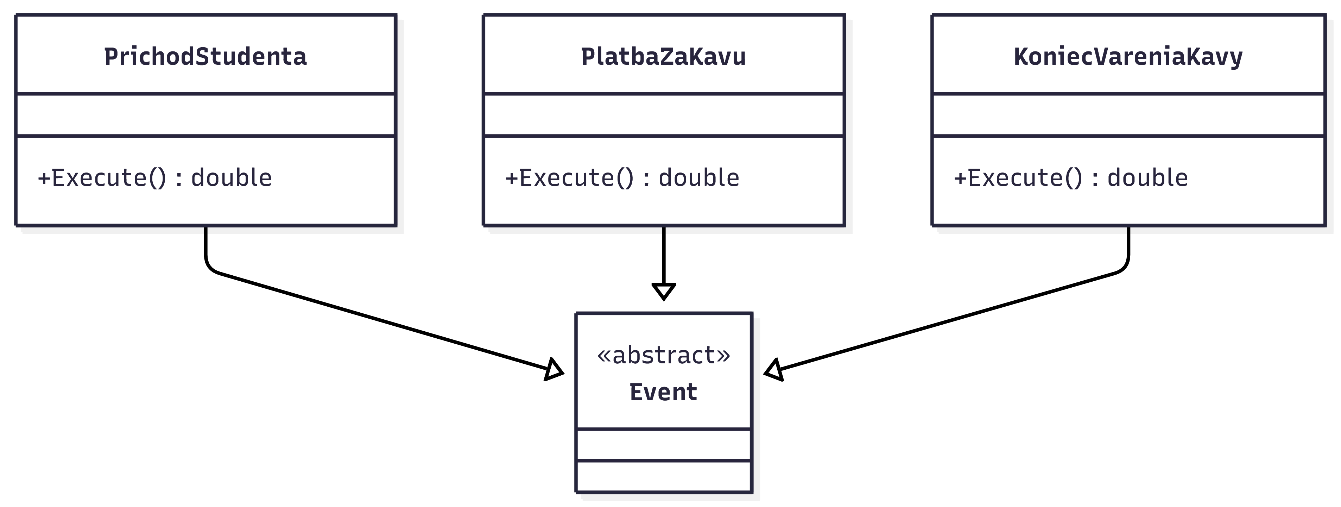 PrichodStudenta
+Execute() : double
PlatbaZaKavu
+Execute() : double
KoniecVareniaKavy
+Execute() : double
«abstract»
Event